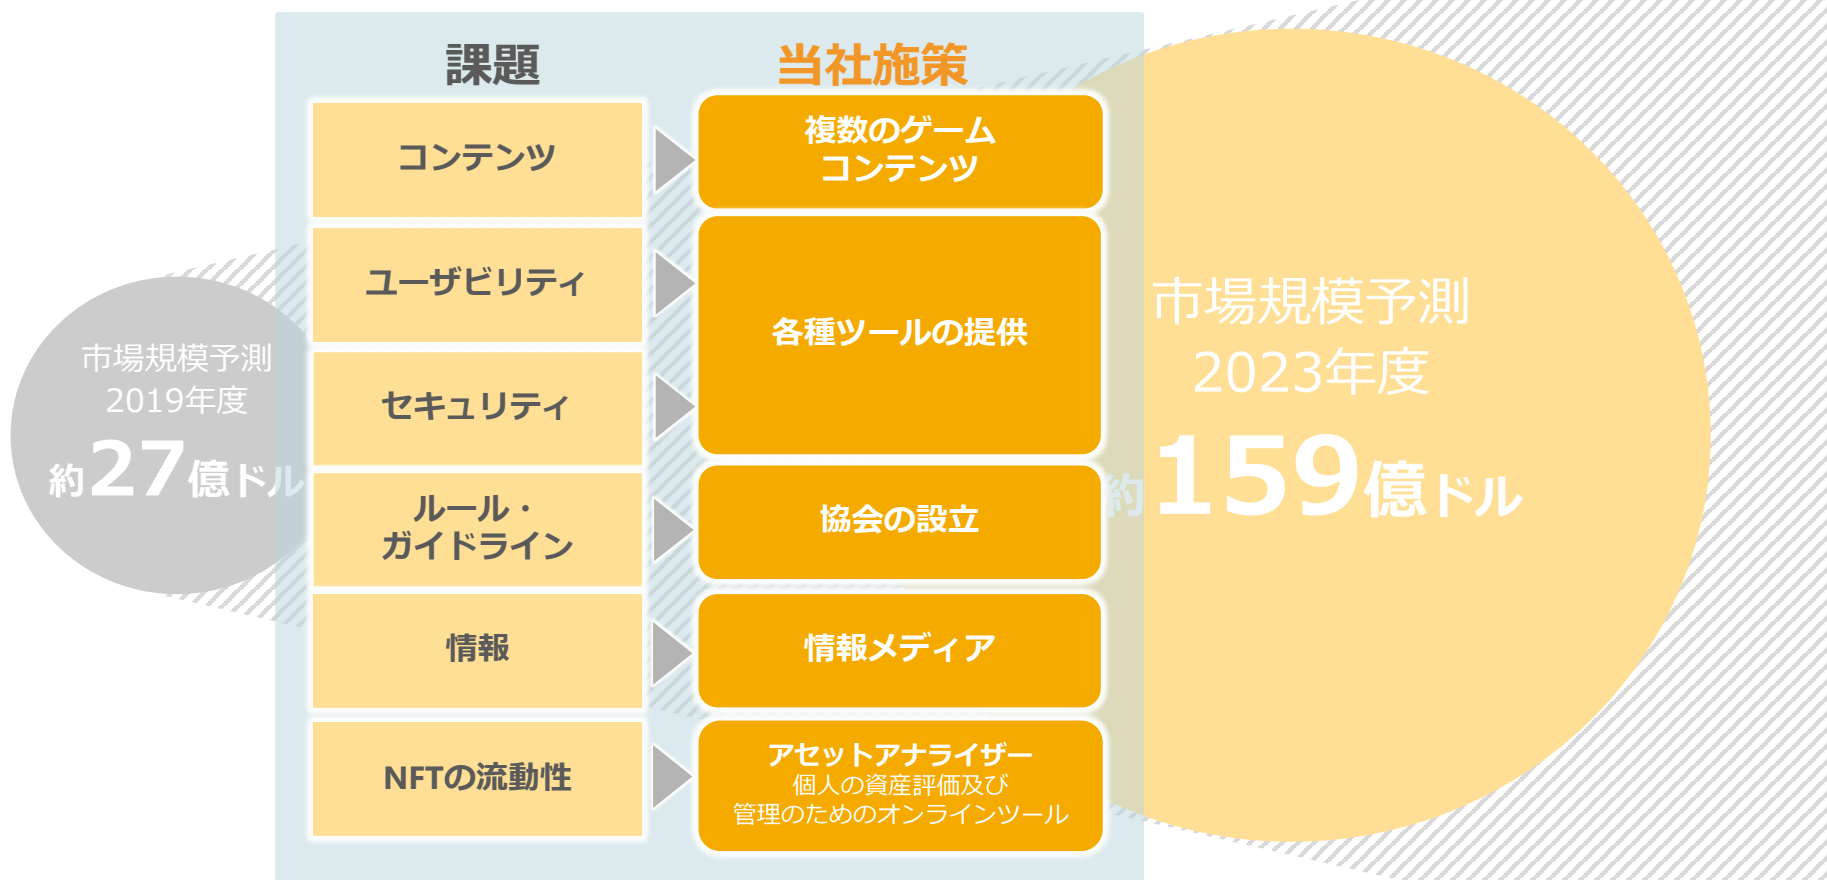 課題
当社施策
コンテンツ
複数のゲーム
コンテンツ
ユーザビリティ
セキュリティ
各種ツールの提供
ルール・
ガイドライン
協会の設立
情報
情報メディア
NFTの流動性
アセットアナライザー
個人の資産評価及び
管理のためのオンラインツール
市場規模予測
2019年度
約27億ドル
市場規模予測
2023年度
約159億ドル